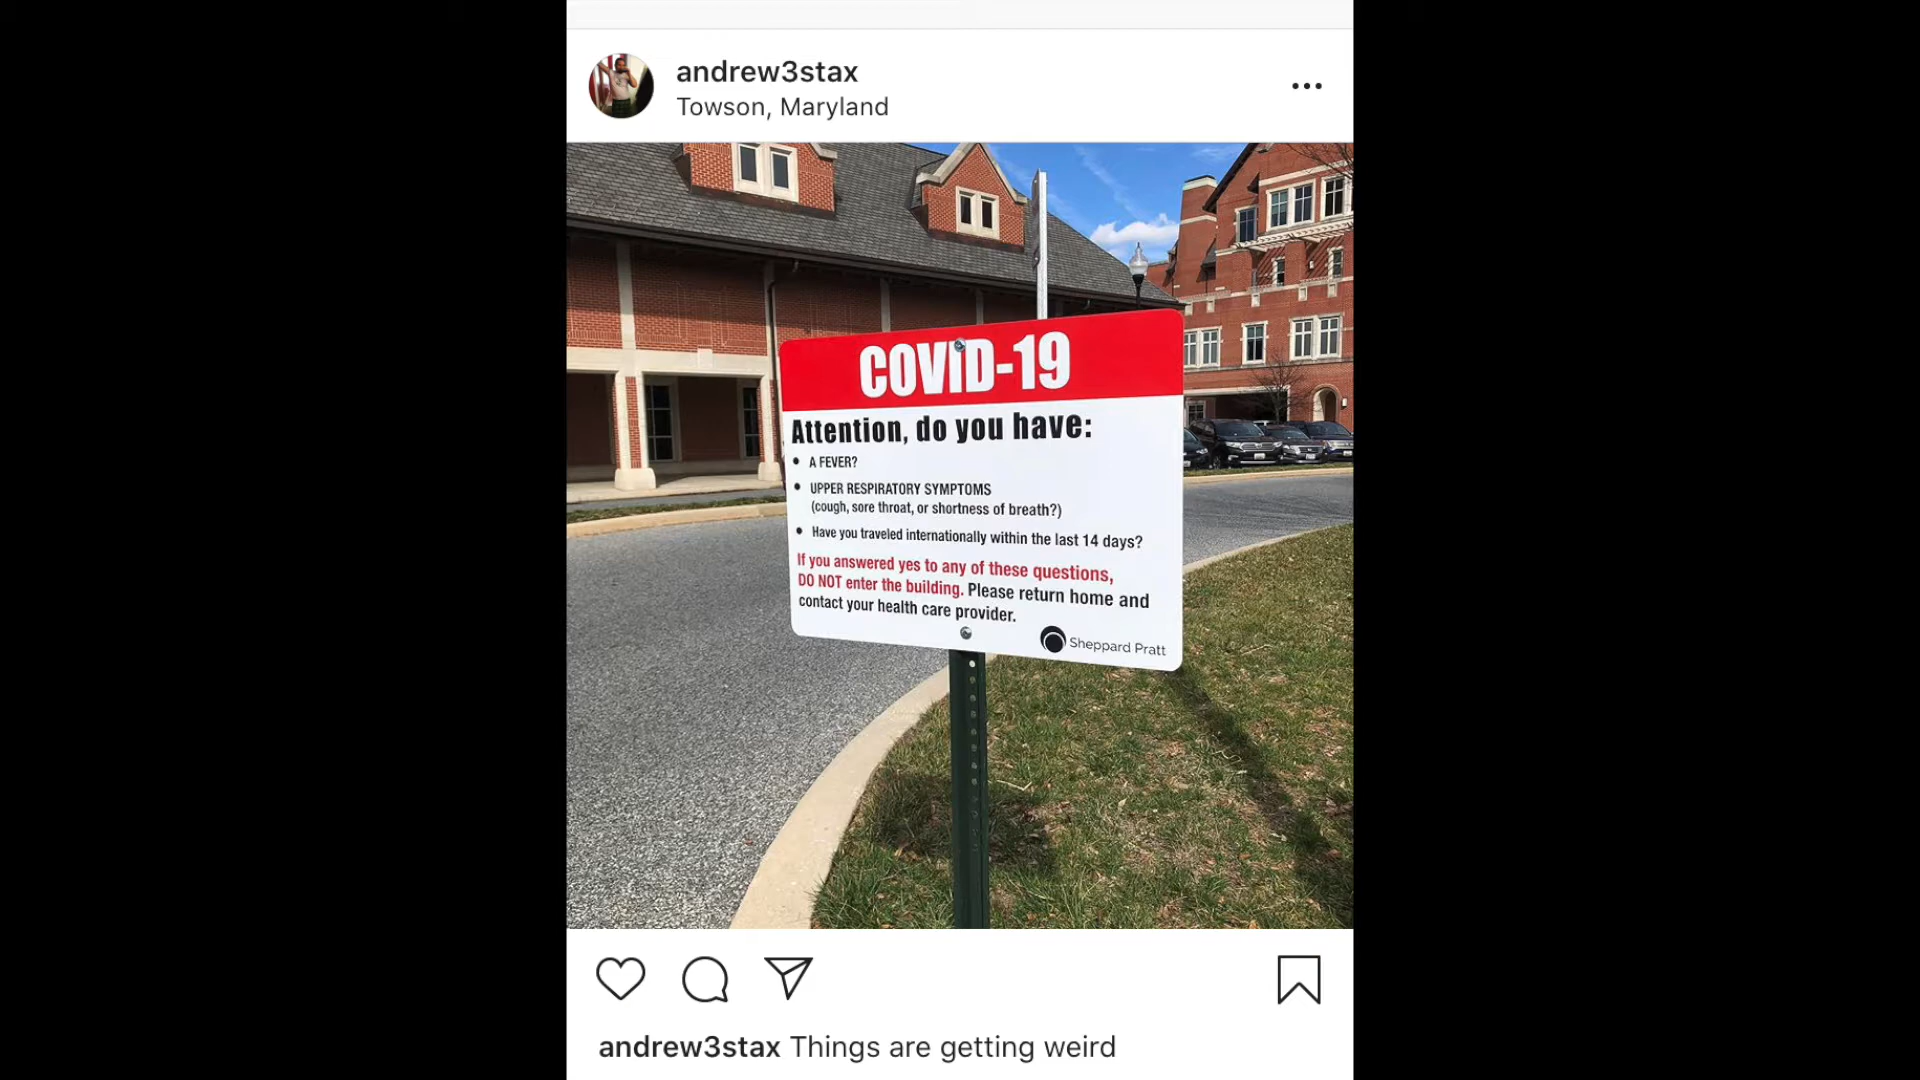 andrew3stax
Towson, Maryland
COVID-19
Attention, do you have:
• A FEVER?
• UPPER RESPIRATORY SYMPTOMS
(cough, sore throat, or shortness of breath?)
• Have you traveled internationally within the last 14 days?
If you answered yes to any of these questions,
DO NOT enter the building. Please return home and
contact your health care provider.
Sheppard Pratt
andrew3stax Things are getting weird